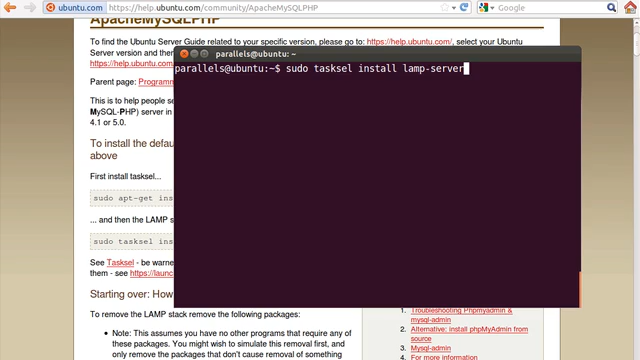 ubuntu.com https://help.ubuntu.com/community/ApacheMySQLPHP Google
ApacheMySQLPHP
To find the Ubuntu Server Guide related to your specific version, please go to: https://help.ubuntu.com/, select your Ubuntu
Server version and then
https://help.ubuntu.com
parallels@ubuntu: ~
parallels@ubuntu:~$ sudo tasksel install lamp-server
Parent page: Programm
This is to help people se
MySQL-PHP) server in
4.1 or 5.0.
To install the defau
above
First install tasksel...
sudo apt-get ins
... and then the LAMP st
sudo tasksel ins
See Tasksel - be warne
them - see https://launc
Starting over: How
To remove the LAMP stack remove the following packages:
Note: This assumes you have no other programs that require any of
these packages. You might wish to simulate this removal first, and
only remove the packages that don't cause removal of something
1. Troubleshooting Phpmyadmin &
mysql-admin
2. Alternative: install phpMyAdmin from
source
3. Mysql-admin
4. For more information